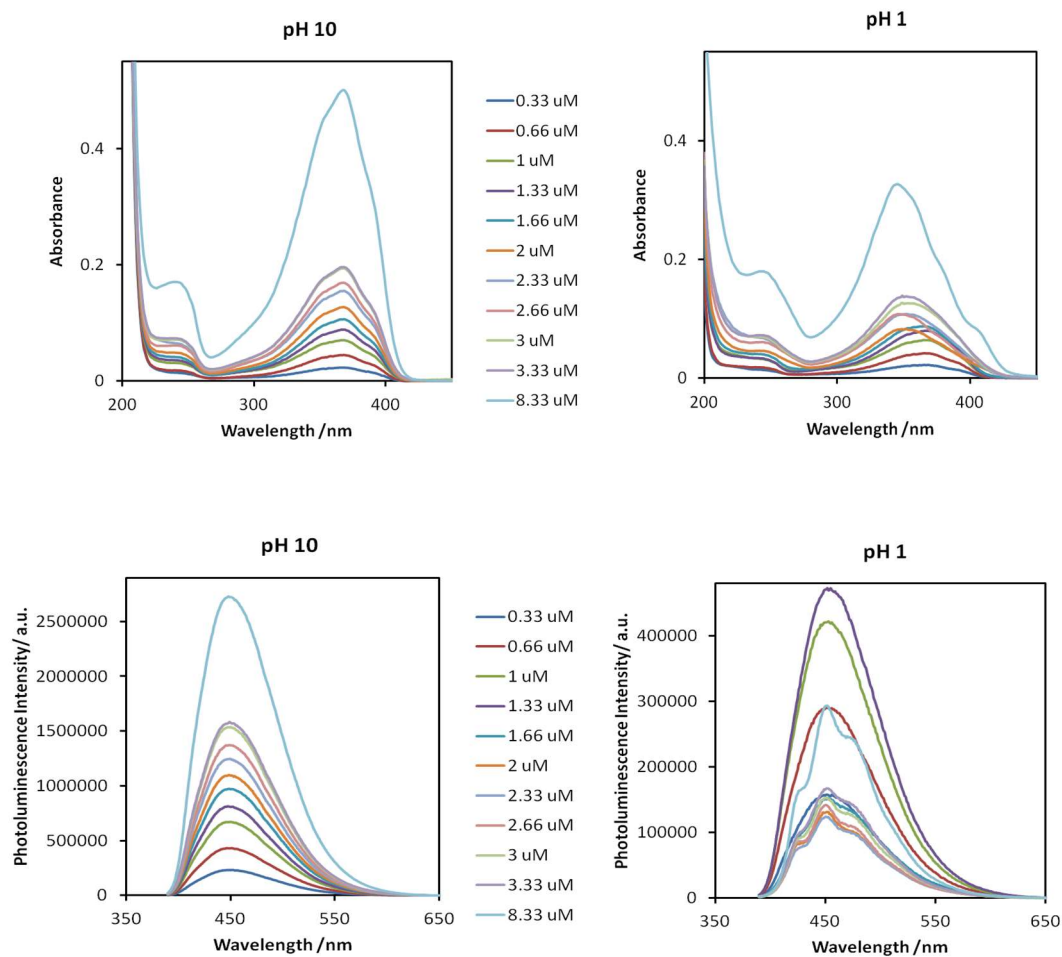 pH 10
Absorbance
0.4
0.2
0
200
300
400
Wavelength /nm
0.33 uM
0.66 uM
1 uM
1.33 uM
1.66 uM
2 uM
2.33 uM
2.66 uM
3 uM
3.33 uM
8.33 uM
pH 1
Absorbance
0.4
0.2
0
200
300
400
Wavelength /nm
pH 10
Photoluminescence Intensity/ a.u.
2500000
2000000
1500000
1000000
500000
0
350
450
550
650
Wavelength /nm
0.33 uM
0.66 uM
1 uM
1.33 uM
1.66 uM
2 uM
2.33 uM
2.66 uM
3 uM
3.33 uM
8.33 uM
pH 1
Photoluminescence Intensity/ a.u.
400000
300000
200000
100000
0
350
450
550
650
Wavelength /nm